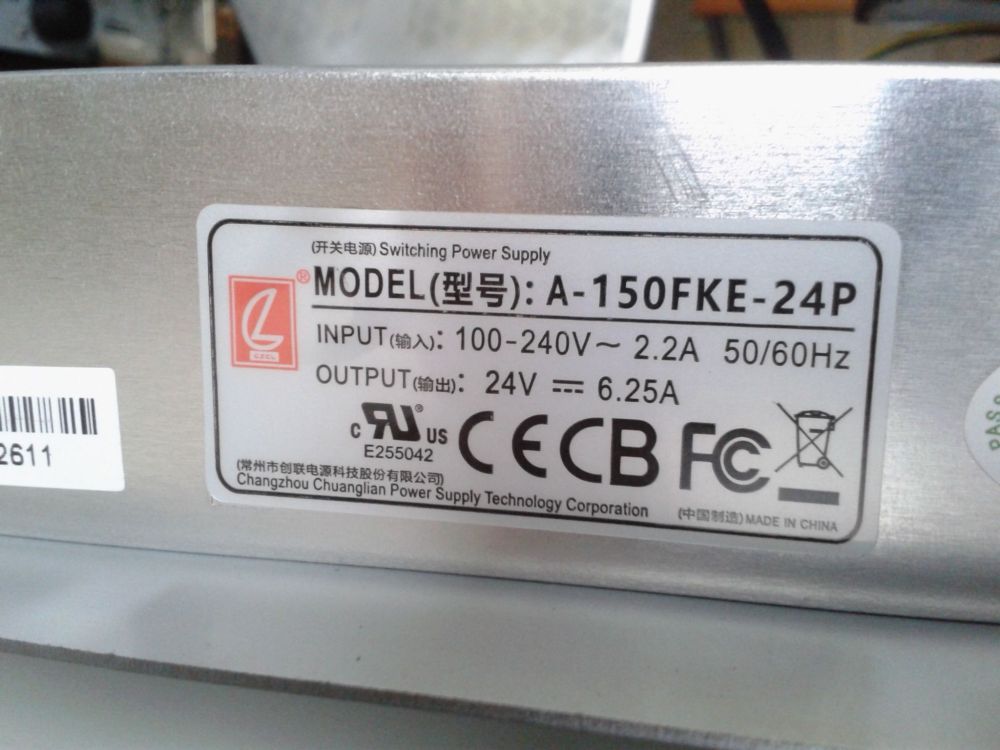 (开关电源) Switching Power Supply
MODEL(型号): A-150FKE-24P
INPUT(输入): 100-240V~ 2.2A 50/60Hz
OUTPUT(输出): 24V ⎓ 6.25A
CZCL
®
c RU® US
E255042
CE CB FC
(常州市创联电源科技股份有限公司)
Changzhou Chuanglian Power Supply Technology Corporation
(中国制造) MADE IN CHINA
2611
PAS